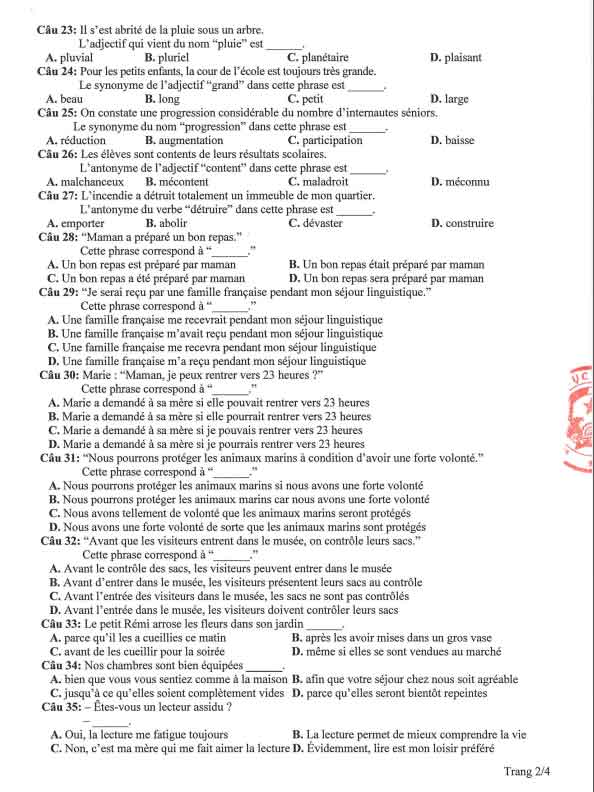 Câu 23: Il s'est abrité de la pluie sous un arbre.
L'adjectif qui vient du nom “pluie” est ______.
A. pluvial B. pluriel C. planétaire D. plaisant
Câu 24: Pour les petits enfants, la cour de l'école est toujours très grande.
Le synonyme de l'adjectif “grand” dans cette phrase est ______.
A. beau B. long C. petit D. large
Câu 25: On constate une progression considérable du nombre d'internautes séniors.
Le synonyme du nom “progression” dans cette phrase est ______.
A. réduction B. augmentation C. participation D. baisse
Câu 26: Les élèves sont contents de leurs résultats scolaires.
L'antonyme de l'adjectif “content” dans cette phrase est ______.
A. malchanceux B. mécontent C. maladroit D. méconnu
Câu 27: L'incendie a détruit totalement un immeuble de mon quartier.
L'antonyme du verbe “détruire” dans cette phrase est ______.
A. emporter B. abolir C. dévaster D. construire
Câu 28: “Maman a préparé un bon repas.”
Cette phrase correspond à “______.”
A. Un bon repas est préparé par maman B. Un bon repas était préparé par maman
C. Un bon repas a été préparé par maman D. Un bon repas sera préparé par maman
Câu 29: “Je serai reçu par une famille française pendant mon séjour linguistique.”
Cette phrase correspond à “______.”
A. Une famille française me recevrait pendant mon séjour linguistique
B. Une famille française m'avait reçu pendant mon séjour linguistique
C. Une famille française me recevra pendant mon séjour linguistique
D. Une famille française m'a reçu pendant mon séjour linguistique
Câu 30: Marie : “Maman, je peux rentrer vers 23 heures ?”
Cette phrase correspond à “______.”
A. Marie a demandé à sa mère si elle pouvait rentrer vers 23 heures
B. Marie a demandé à sa mère si elle pourrait rentrer vers 23 heures
C. Marie a demandé à sa mère si je pouvais rentrer vers 23 heures
D. Marie a demandé à sa mère si je pourrais rentrer vers 23 heures
Câu 31: “Nous pourrons protéger les animaux marins à condition d'avoir une forte volonté.”
Cette phrase correspond à “______.”
A. Nous pourrons protéger les animaux marins si nous avons une forte volonté
B. Nous pourrons protéger les animaux marins car nous avons une forte volonté
C. Nous avons tellement de volonté que les animaux marins seront protégés
D. Nous avons une forte volonté de sorte que les animaux marins sont protégés
Câu 32: “Avant que les visiteurs entrent dans le musée, on contrôle leurs sacs.”
Cette phrase correspond à “______.”
A. Avant le contrôle des sacs, les visiteurs peuvent entrer dans le musée
B. Avant d'entrer dans le musée, les visiteurs présentent leurs sacs au contrôle
C. Avant l'entrée des visiteurs dans le musée, les sacs ne sont pas contrôlés
D. Avant l'entrée dans le musée, les visiteurs doivent contrôler leurs sacs
Câu 33: Le petit Rémi arrose les fleurs dans son jardin ______.
A. parce qu'il les a cueillies ce matin B. après les avoir mises dans un gros vase
C. avant de les cueillir pour la soirée D. même si elles se sont vendues au marché
Câu 34: Nos chambres sont bien équipées ______.
A. bien que vous vous sentiez comme à la maison B. afin que votre séjour chez nous soit agréable
C. jusqu'à ce qu'elles soient complètement vides D. parce qu'elles seront bientôt repeintes
Câu 35: – Êtes-vous un lecteur assidu ?
– ______.
A. Oui, la lecture me fatigue toujours B. La lecture permet de mieux comprendre la vie
C. Non, c'est ma mère qui me fait aimer la lecture D. Évidemment, lire est mon loisir préféré
Trang 2/4